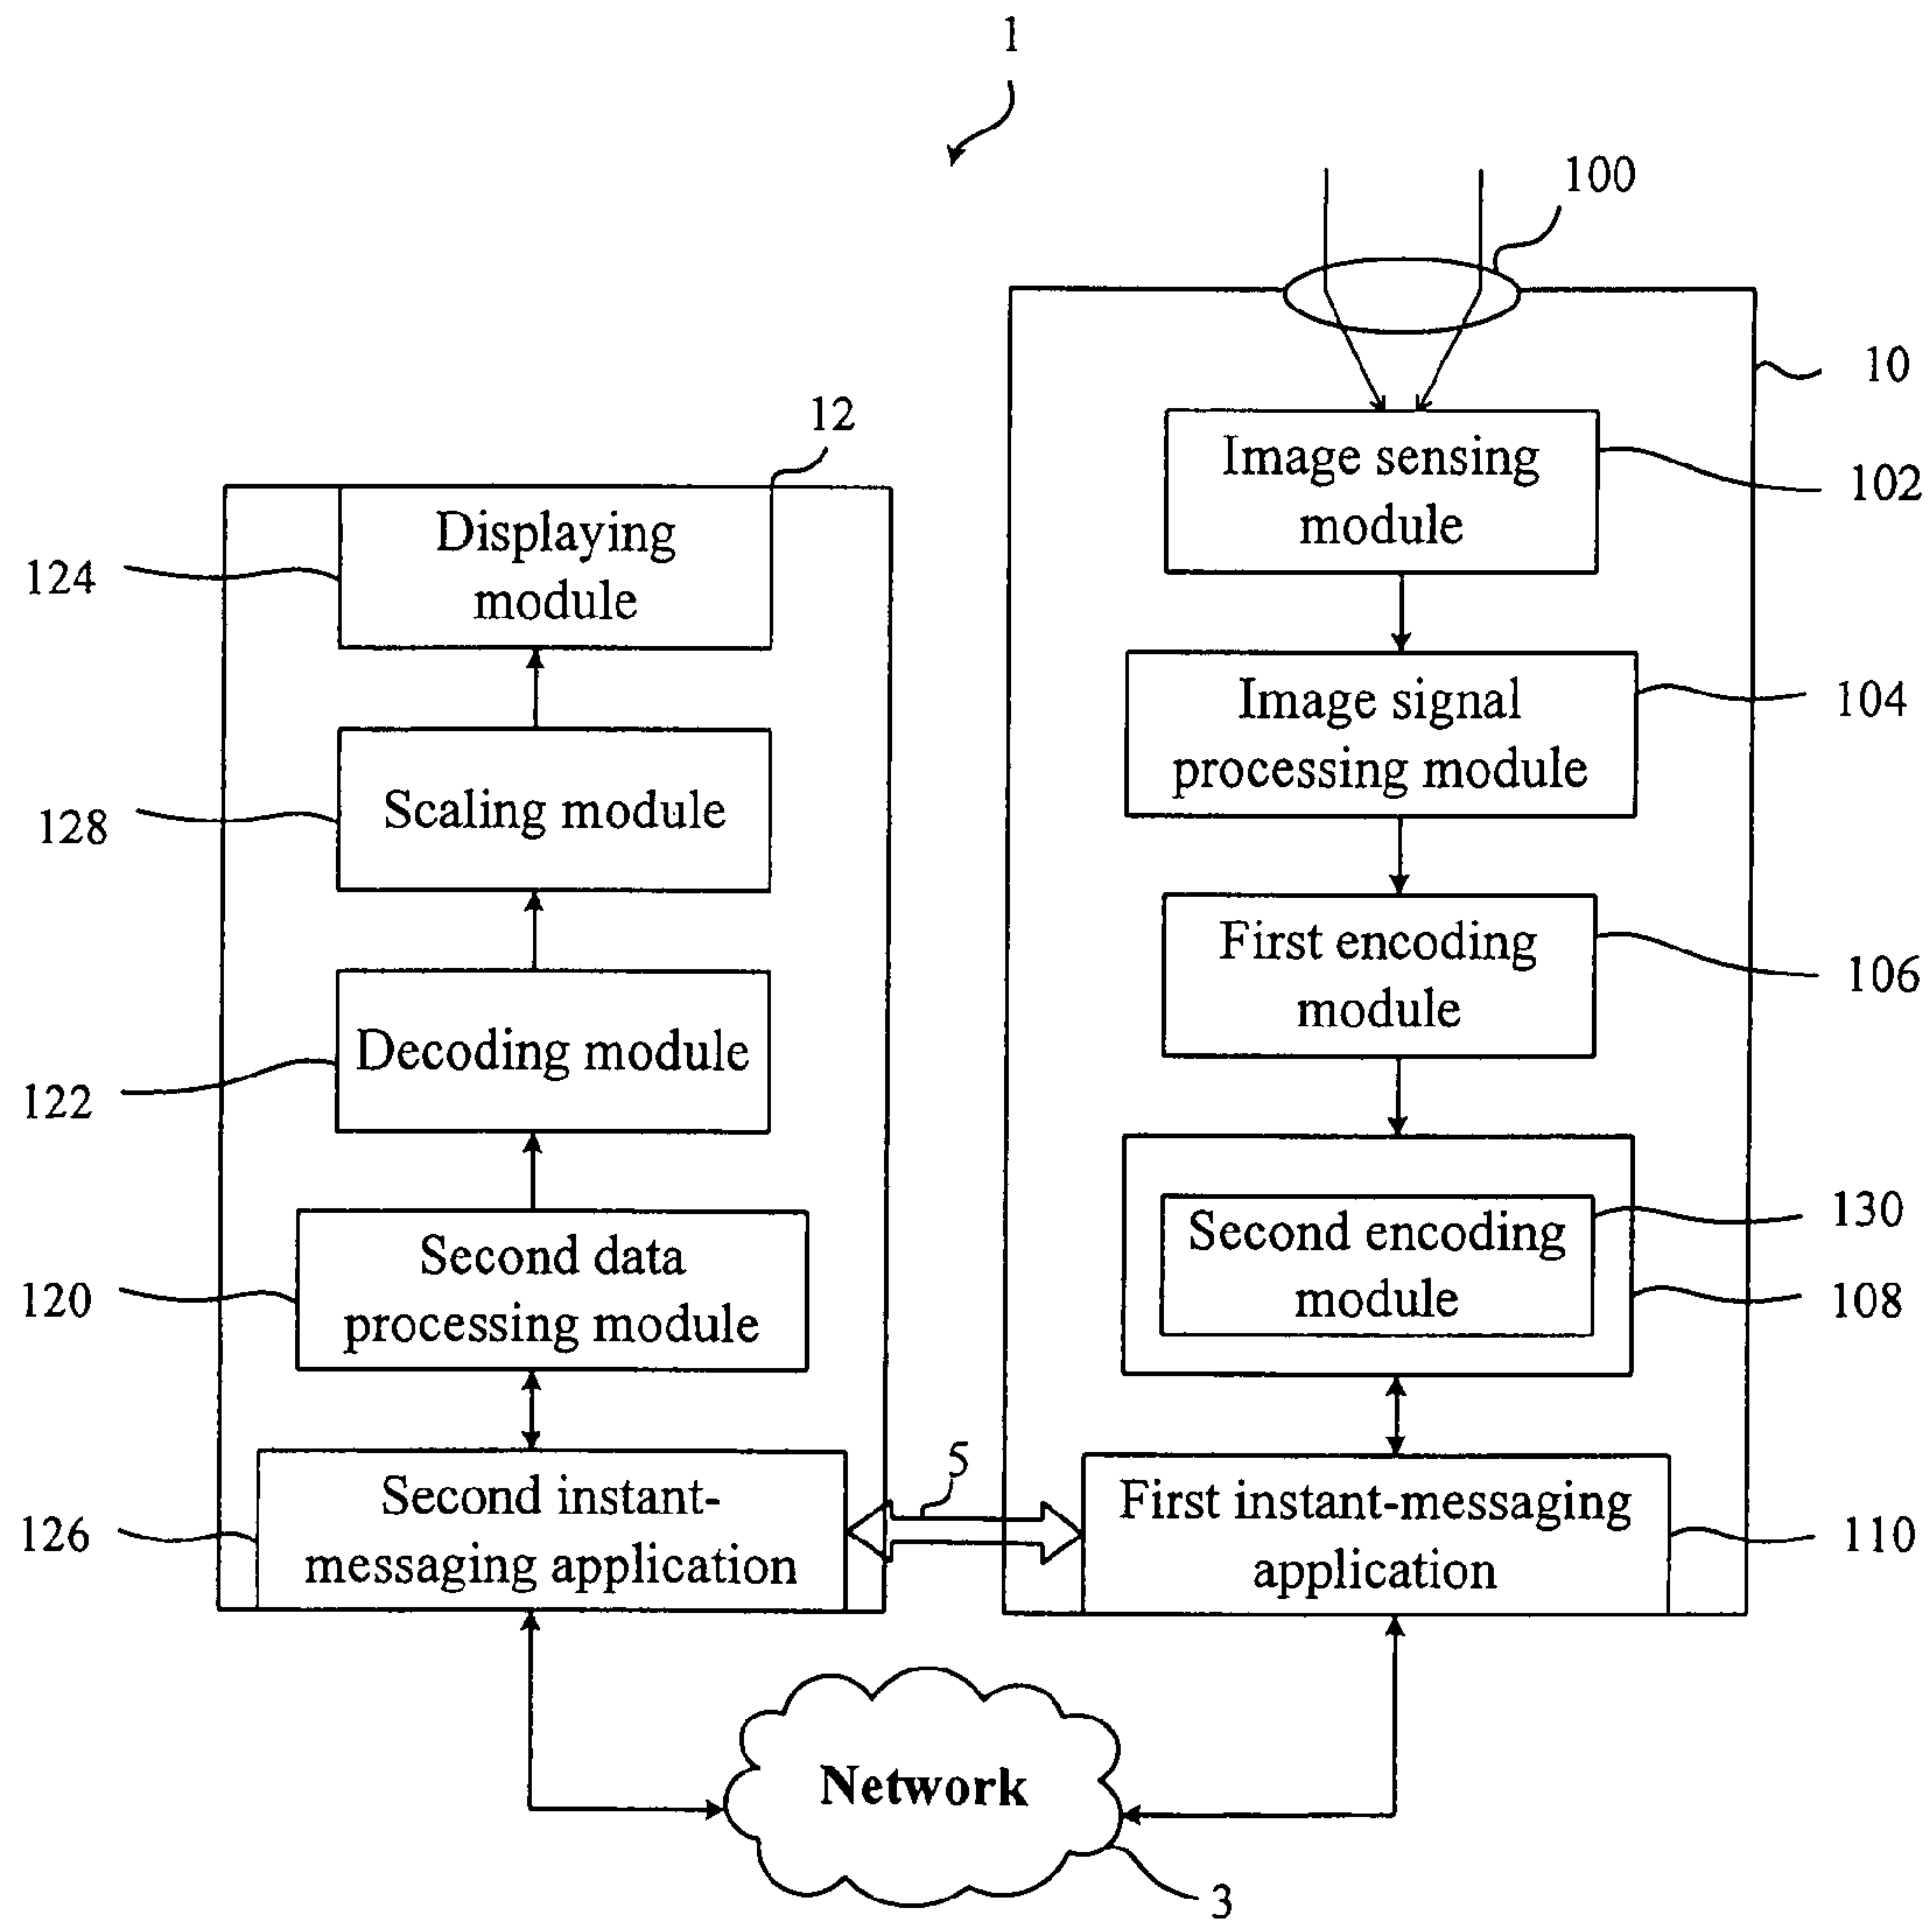 1
100
10
12
Image sensing
module
102
Displaying
module
124
Image signal
processing module
104
Scaling module
128
First encoding
module
106
Decoding module
122
Second encoding
module
130
108
Second data
processing module
120
5
Second instant-
messaging application
126
First instant-messaging
application
110
Network
3